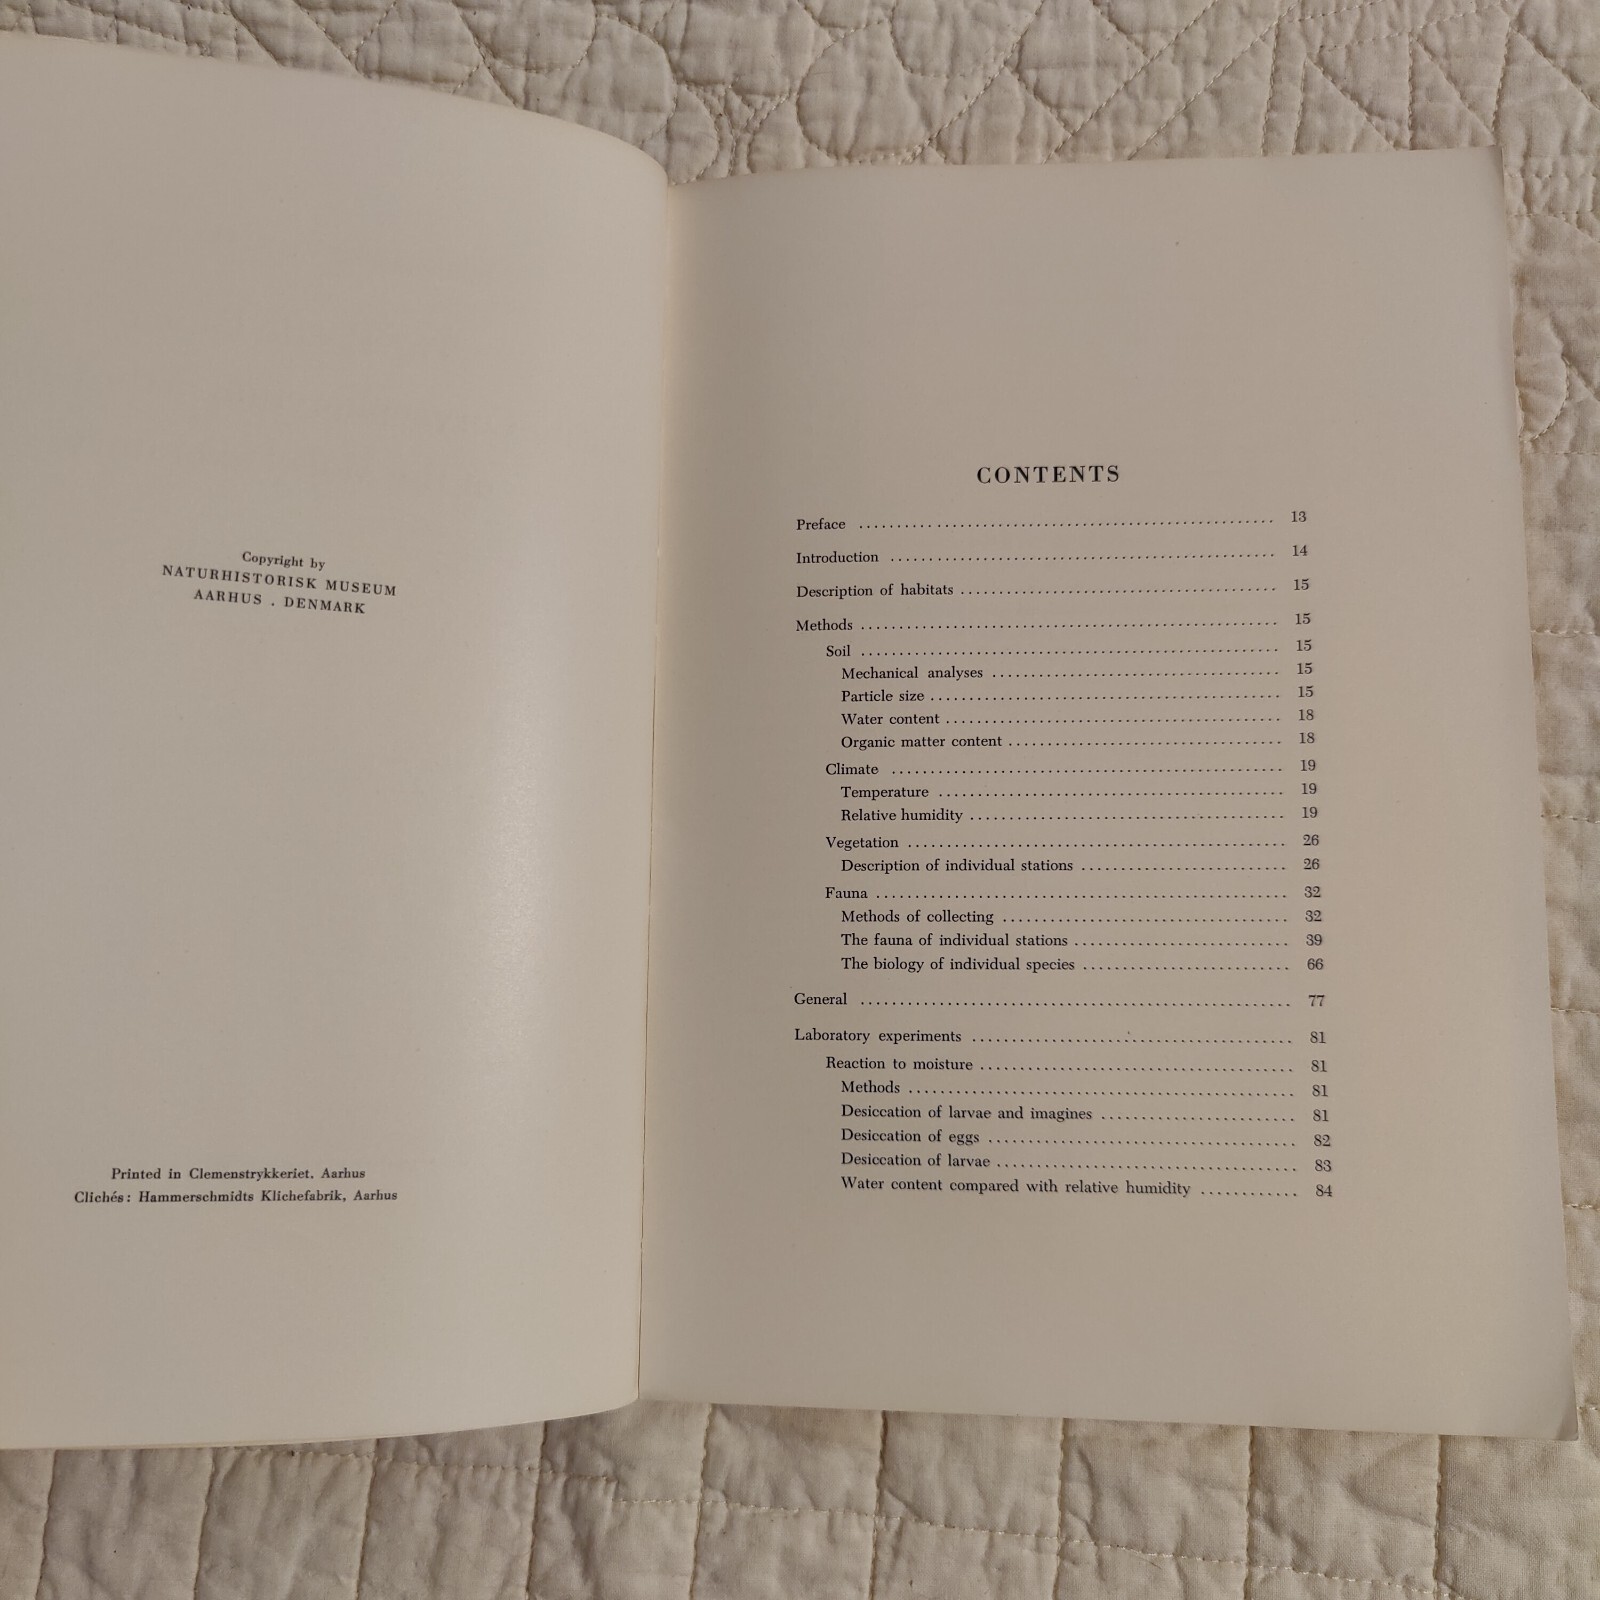 Copyright by
NATURHISTORISK MUSEUM
AARHUS . DENMARK
Printed in Clemenstrykkeriet, Aarhus
Clichés: Hammerschmidts Klichefabrik, Aarhus
CONTENTS
Preface ........ 13
Introduction ........ 14
Description of habitats ........ 15
Methods ........ 15
Soil ........ 15
Mechanical analyses ........ 15
Particle size ........ 15
Water content ........ 18
Organic matter content ........ 18
Climate ........ 19
Temperature ........ 19
Relative humidity ........ 19
Vegetation ........ 26
Description of individual stations ........ 26
Fauna ........ 32
Methods of collecting ........ 32
The fauna of individual stations ........ 39
The biology of individual species ........ 66
General ........ 77
Laboratory experiments ........ 81
Reaction to moisture ........ 81
Methods ........ 81
Desiccation of larvae and imagines ........ 81
Desiccation of eggs ........ 82
Desiccation of larvae ........ 83
Water content compared with relative humidity ........ 84